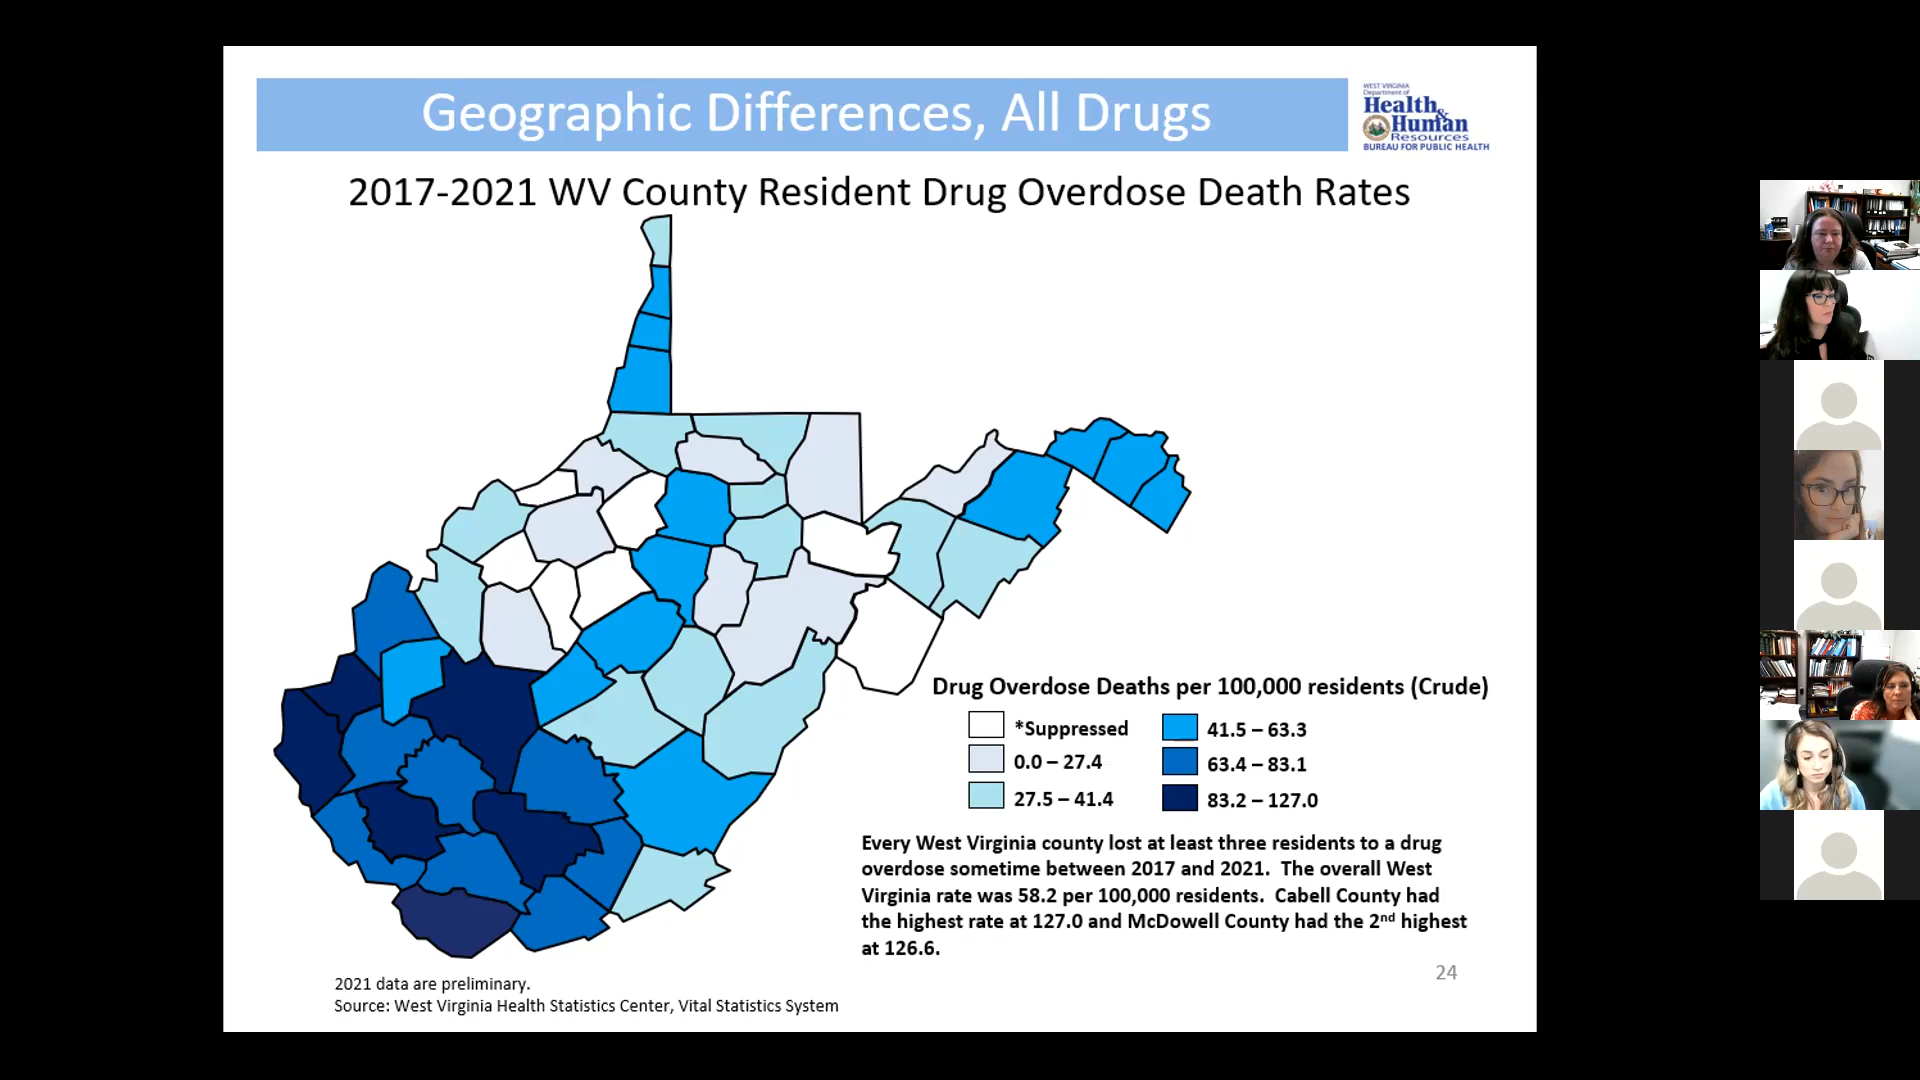 Geographic Differences, All Drugs
WEST VIRGINIA
Department of
Health
&
Human
Resources
BUREAU FOR PUBLIC HEALTH
2017-2021 WV County Resident Drug Overdose Death Rates
Drug Overdose Deaths per 100,000 residents (Crude)
*Suppressed
0.0 – 27.4
27.5 – 41.4
41.5 – 63.3
63.4 – 83.1
83.2 – 127.0
Every West Virginia county lost at least three residents to a drug
overdose sometime between 2017 and 2021.  The overall West
Virginia rate was 58.2 per 100,000 residents.  Cabell County had
the highest rate at 127.0 and McDowell County had the 2nd highest
at 126.6.
24
2021 data are preliminary.
Source: West Virginia Health Statistics Center, Vital Statistics System